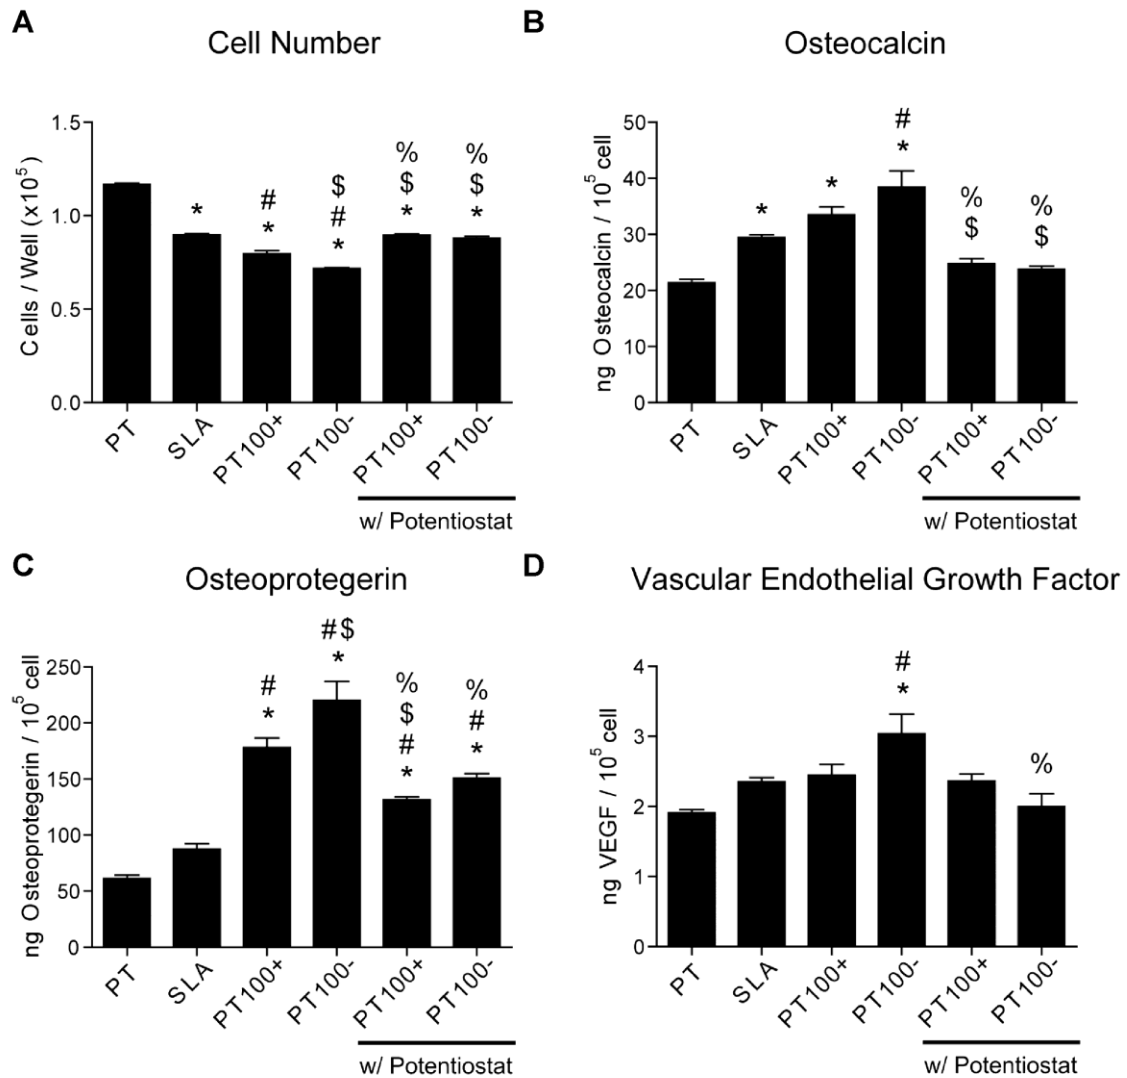 A
Cell Number
Cells / Well (x10⁵)
1.5
1.0
0.5
0.0
*
#
*
$
#
*
%
$
*
%
$
*
PT
SLA
PT100+
PT100-
PT100+
PT100-
w/ Potentiostat
B
Osteocalcin
ng Osteocalcin / 10⁵ cell
50
40
30
20
10
0
*
*
#
*
%
$
%
$
PT
SLA
PT100+
PT100-
PT100+
PT100-
w/ Potentiostat
C
Osteoprotegerin
ng Osteoprotegerin / 10⁵ cell
250
200
150
100
50
0
#
*
#$
*
%
$
#
*
%
#
*
PT
SLA
PT100+
PT100-
PT100+
PT100-
w/ Potentiostat
D
Vascular Endothelial Growth Factor
ng VEGF / 10⁵ cell
4
3
2
1
0
#
*
%
PT
SLA
PT100+
PT100-
PT100+
PT100-
w/ Potentiostat